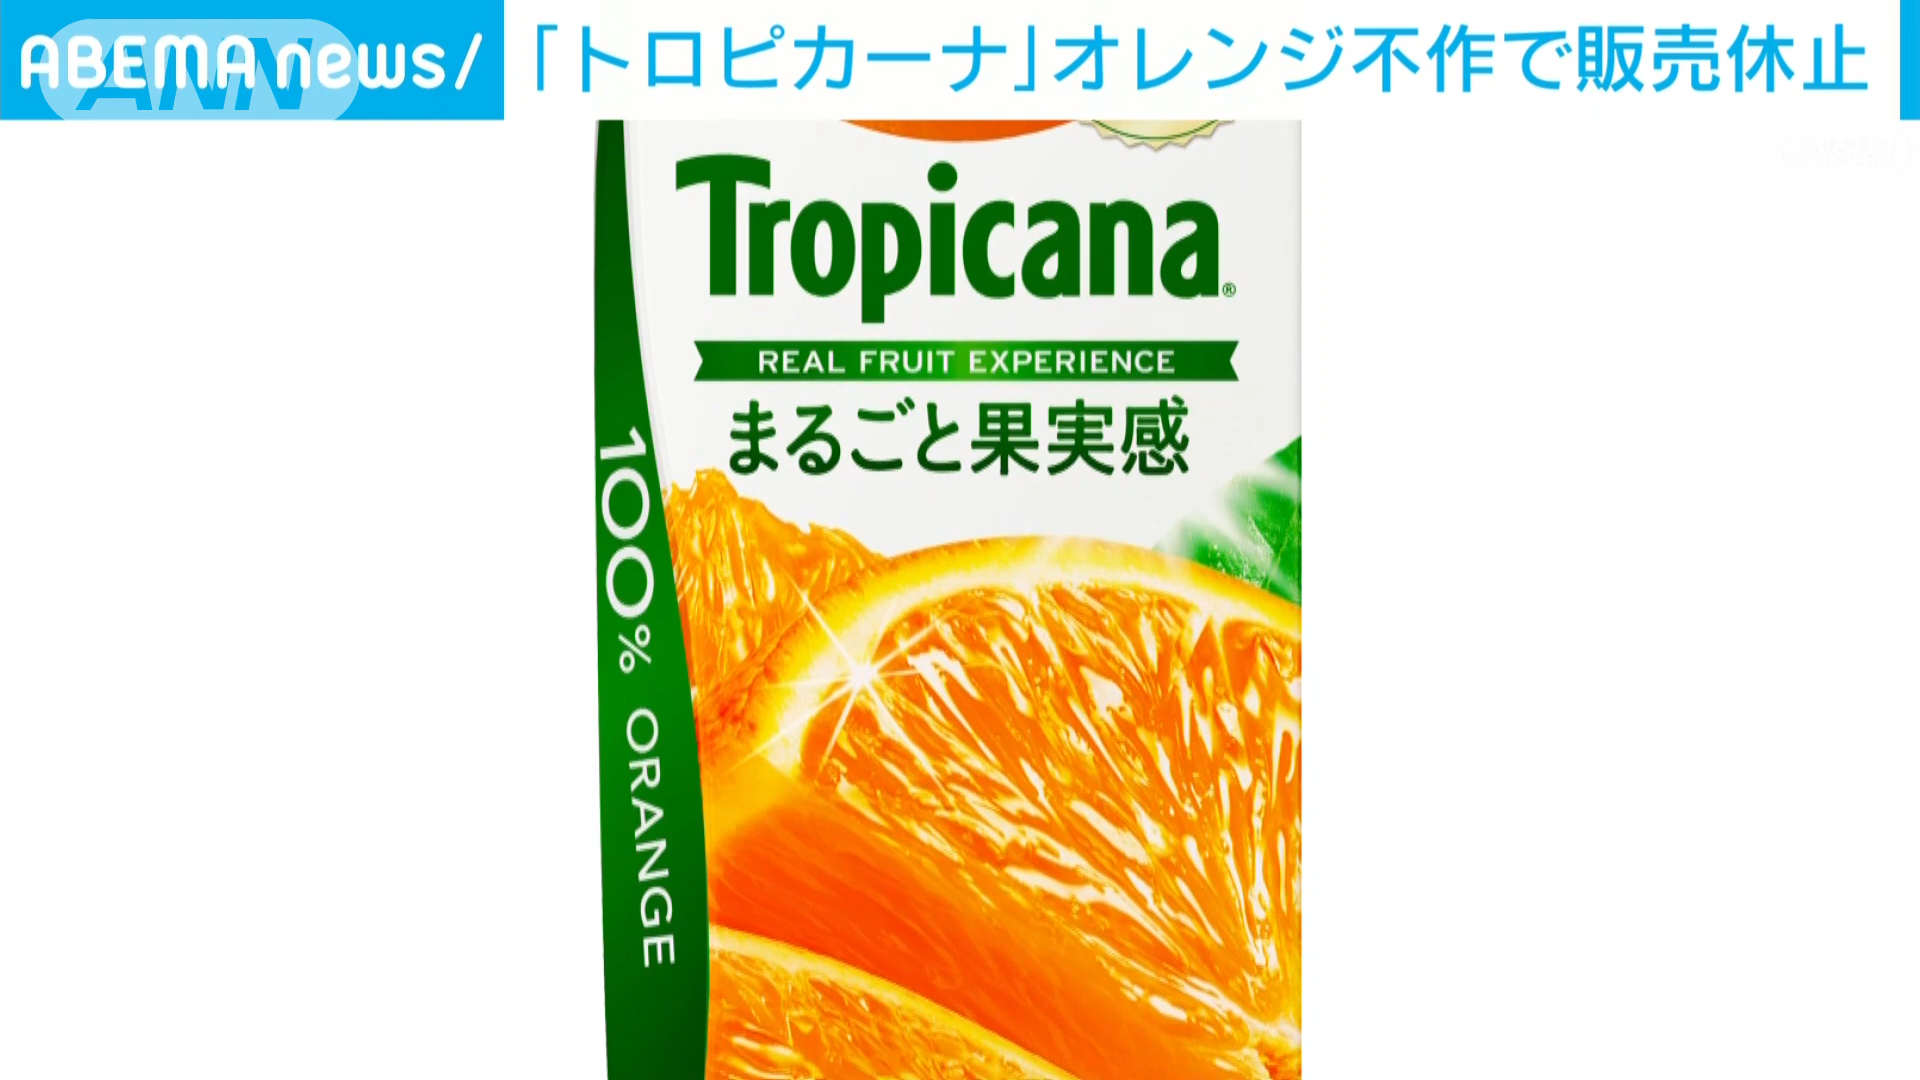 ABEMA news/
ANN
「トロピカーナ」オレンジ不作で販売休止
Tropicana®
REAL FRUIT EXPERIENCE
まるごと果実感
100% ORANGE